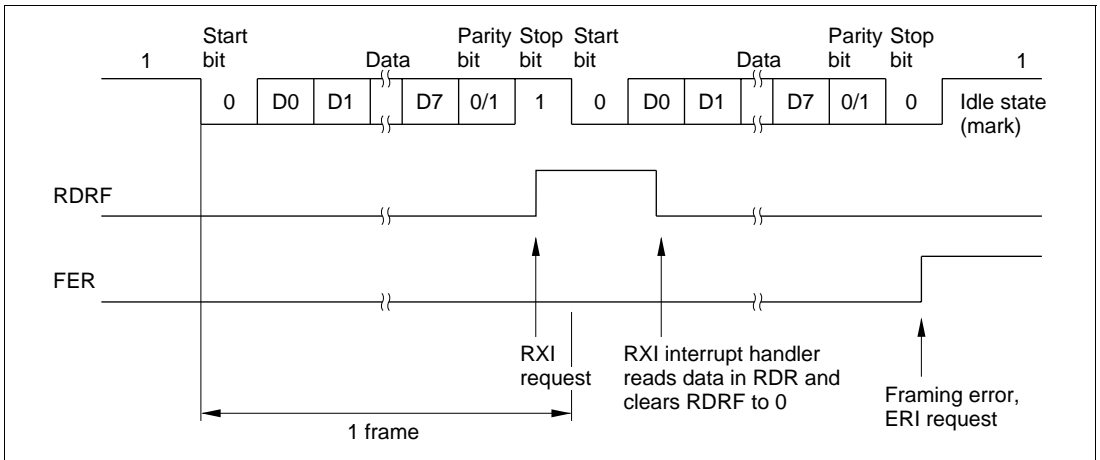 Start Parity Stop Start Parity Stop
1 bit Data bit bit bit Data bit bit 1
0 D0 D1 D7 0/1 1 0 D0 D1 D7 0/1 0 Idle state
(mark)
RDRF
FER
RXI
request
RXI interrupt handler
reads data in RDR and
clears RDRF to 0
Framing error,
ERI request
1 frame